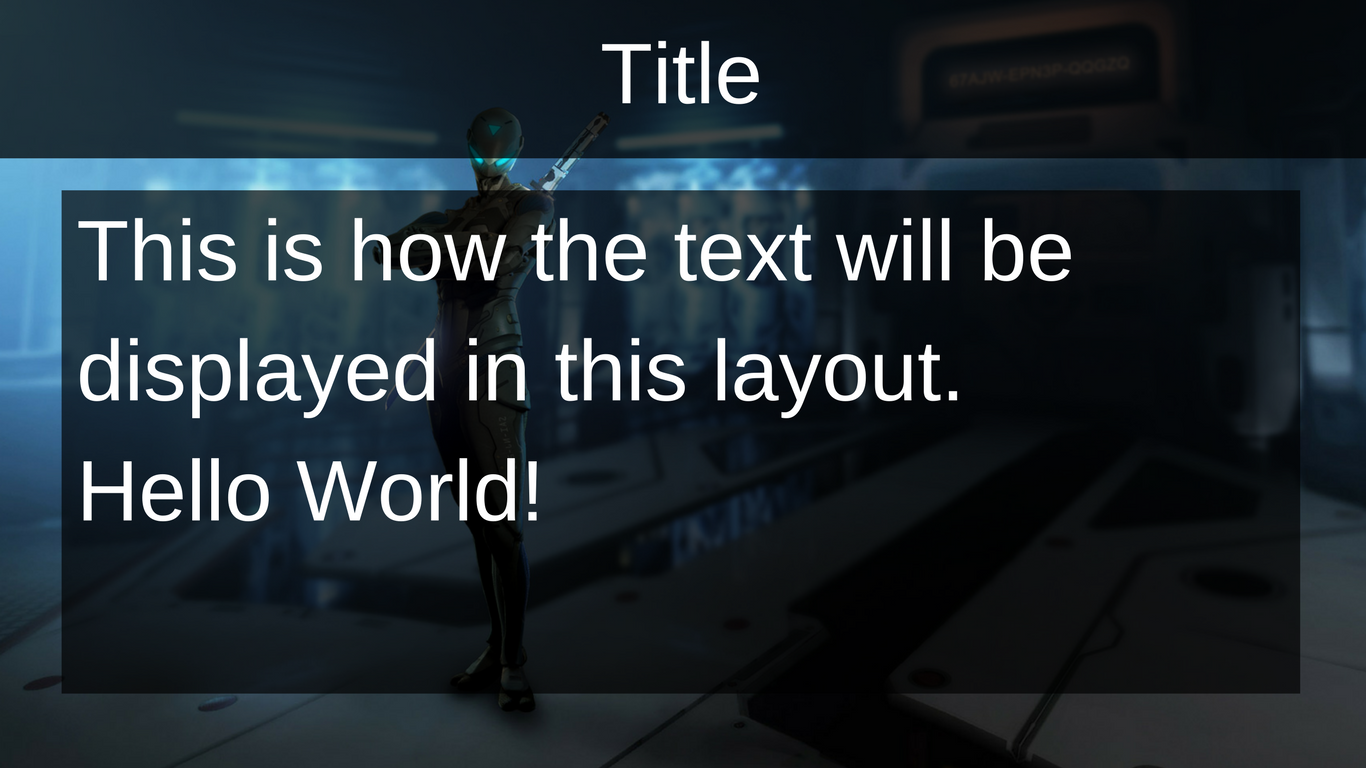 Title
This is how the text will be
displayed in this layout.
Hello World!